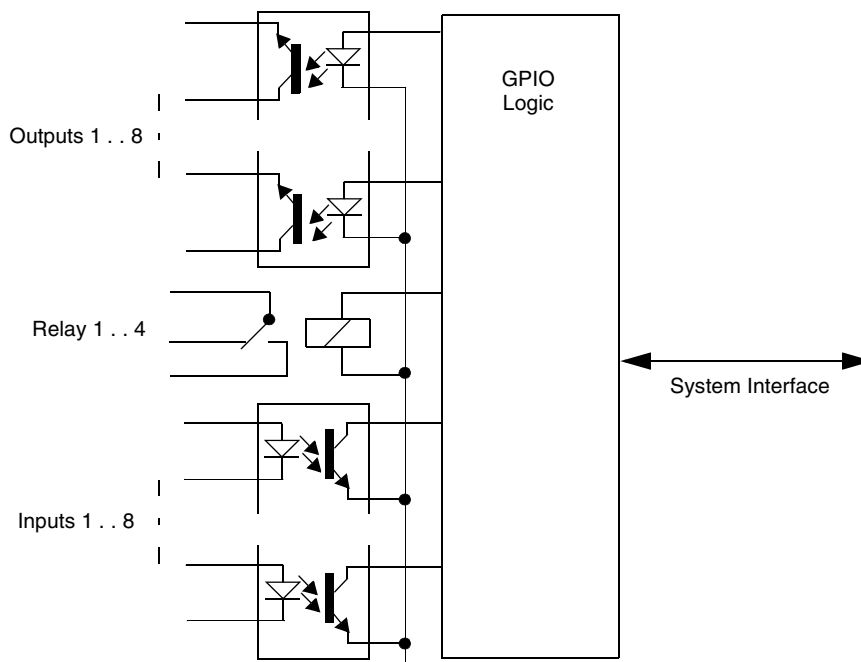 GPIO
Logic
Outputs 1 . . 8
Relay 1 . . 4
System Interface
Inputs 1 . . 8